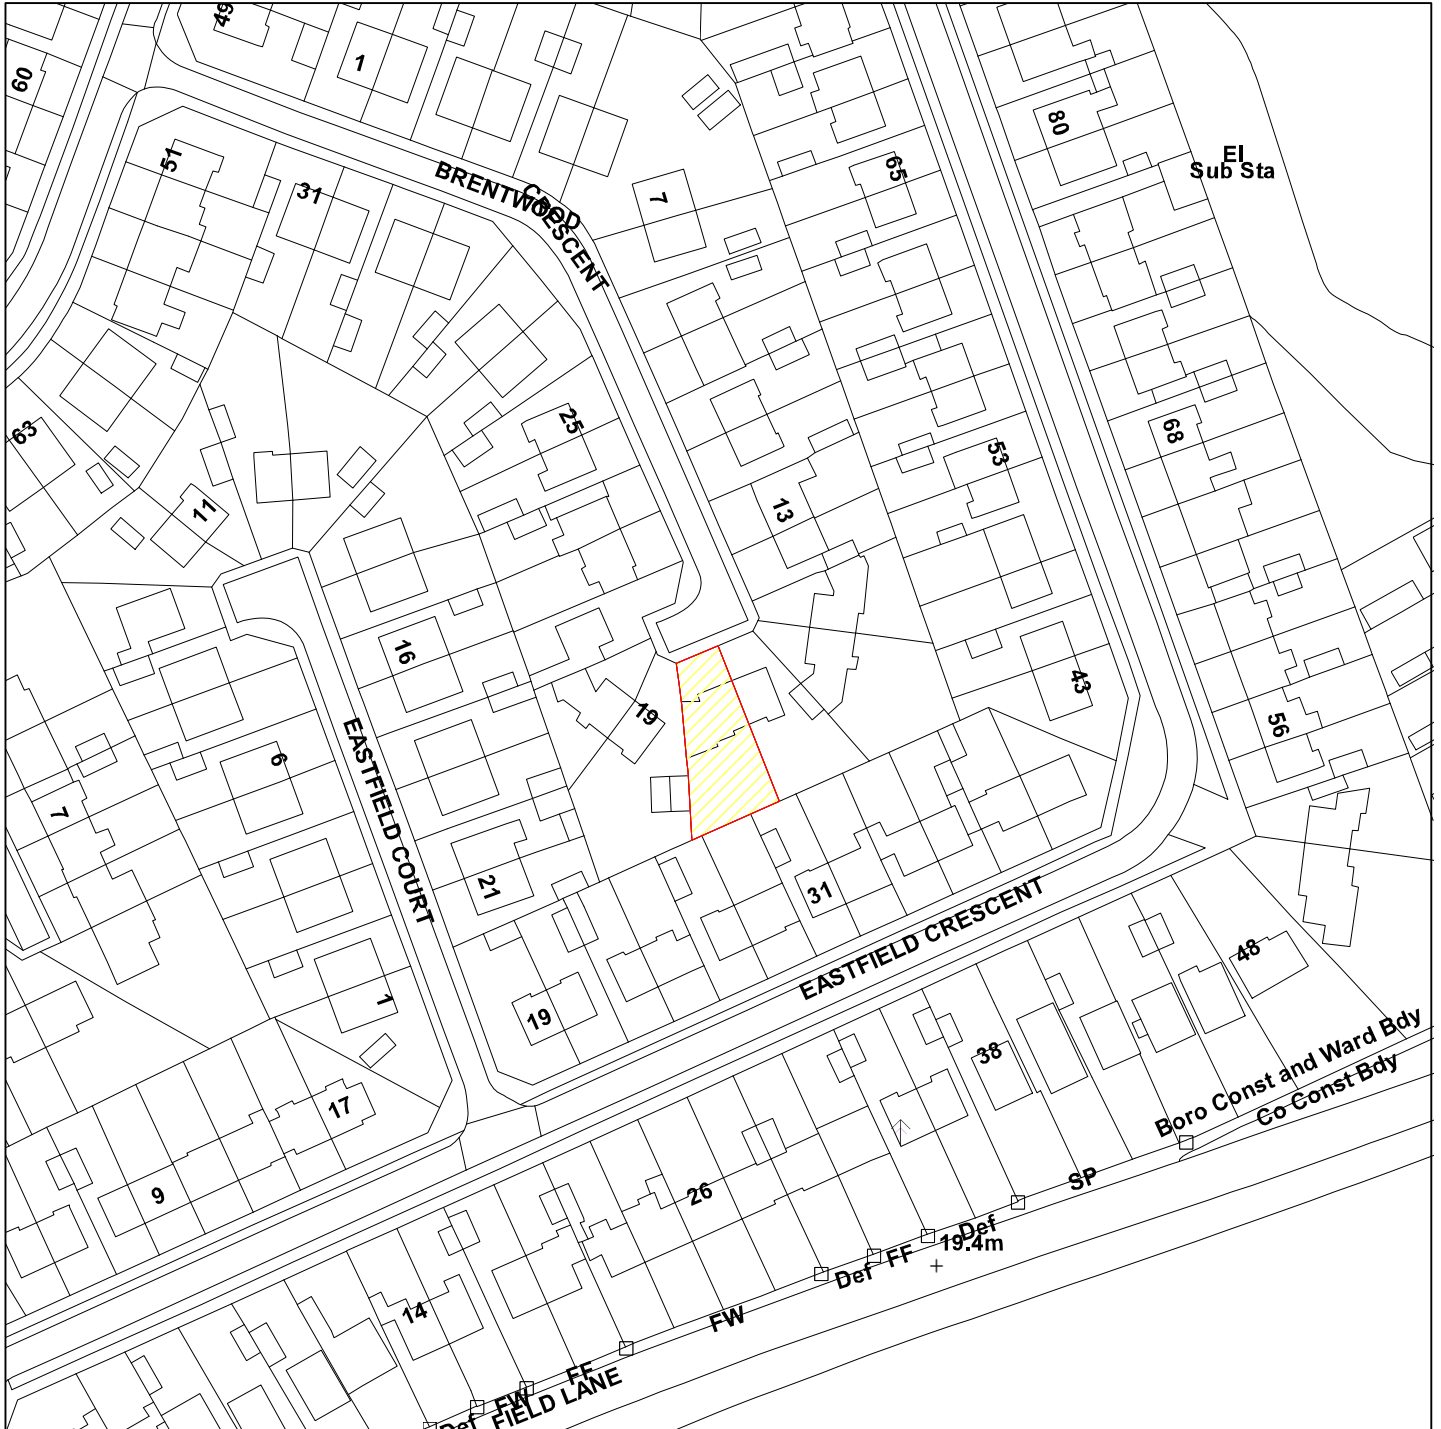 49
1
60
80
51
El
Sub Sta
65
BRENTWOOD
CRESCENT
31
7
25
63
68
53
11
13
16
43
19
EASTFIELD COURT
56
6
7
21
31
EASTFIELD CRESCENT
48
1
19
38
Boro Const and Ward Bdy
Co Const Bdy
17
9
26
SP
Def
19.4m
FF
Def
14
FW
FF
FW
FIELD LANE
Def